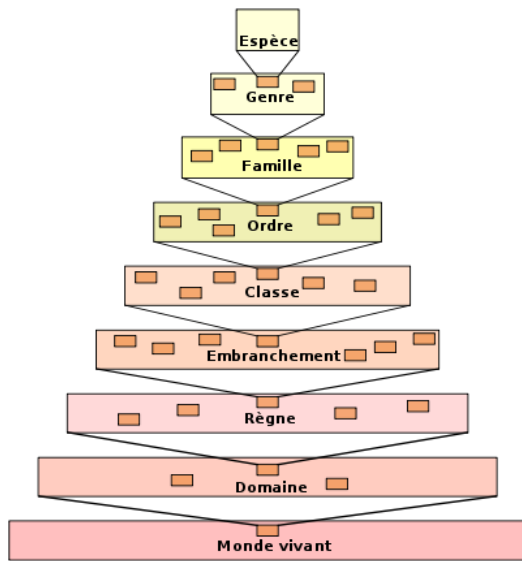 Espèce
Genre
Famille
Ordre
Classe
Embranchement
Règne
Domaine
Monde vivant